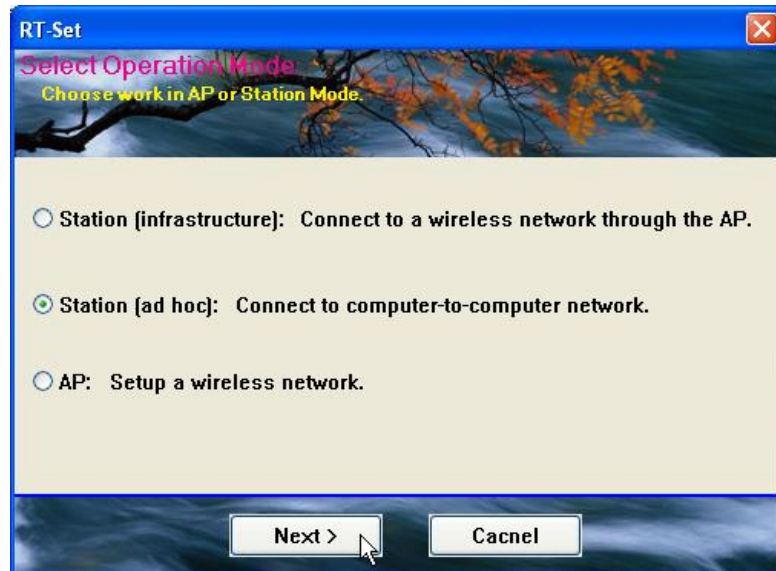 RT-Set
Select Operation Mode
Choose work in AP or Station Mode.
Station (infrastructure): Connect to a wireless network through the AP.
Station (ad hoc): Connect to computer-to-computer network.
AP: Setup a wireless network.
Next > Cacnel